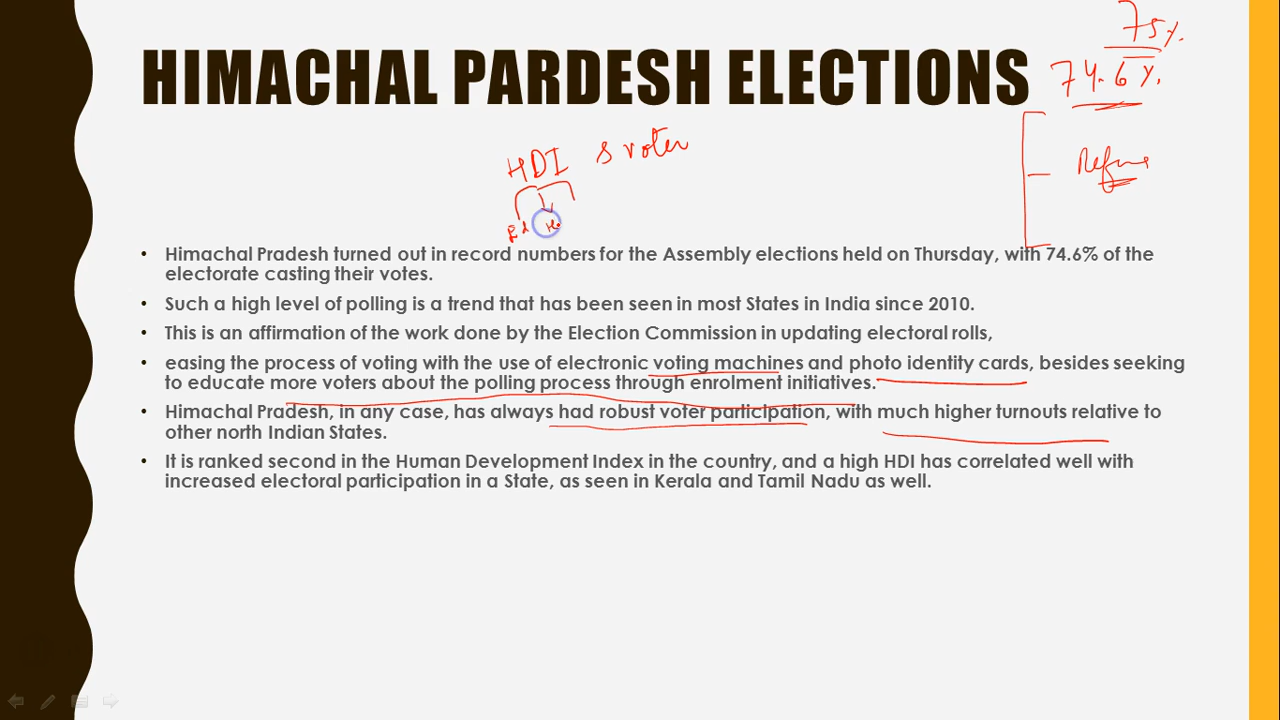 75%
HIMACHAL PARDESH ELECTIONS
74.6%
HDI & voter
Ed He
• Himachal Pradesh turned out in record numbers for the Assembly elections held on Thursday, with 74.6% of the
electorate casting their votes.
• Such a high level of polling is a trend that has been seen in most States in India since 2010.
• This is an affirmation of the work done by the Election Commission in updating electoral rolls,
• easing the process of voting with the use of electronic voting machines and photo identity cards, besides seeking
to educate more voters about the polling process through enrolment initiatives.
• Himachal Pradesh, in any case, has always had robust voter participation, with much higher turnouts relative to
other north Indian States.
• It is ranked second in the Human Development Index in the country, and a high HDI has correlated well with
increased electoral participation in a State, as seen in Kerala and Tamil Nadu as well.